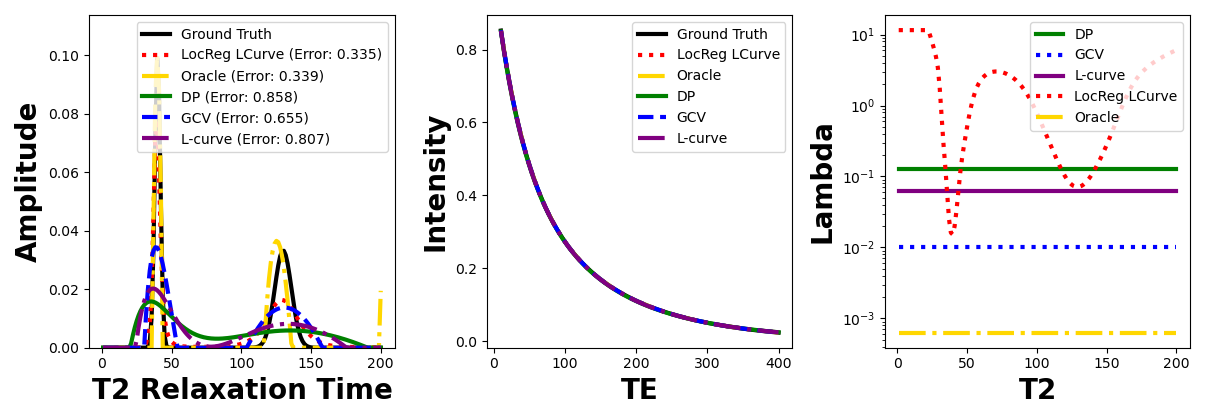 Amplitude
0.10
0.08
0.06
0.04
0.02
0.00
Ground Truth
LocReg LCurve (Error: 0.335)
Oracle (Error: 0.339)
DP (Error: 0.858)
GCV (Error: 0.655)
L-curve (Error: 0.807)
0 50 100 150 200
T2 Relaxation Time
Intensity
0.8
0.6
0.4
0.2
0.0
Ground Truth
LocReg LCurve
Oracle
DP
GCV
L-curve
0 100 200 300 400
TE
Lambda
10¹
10⁰
10⁻¹
10⁻²
10⁻³
DP
GCV
L-curve
LocReg LCurve
Oracle
0 50 100 150 200
T2